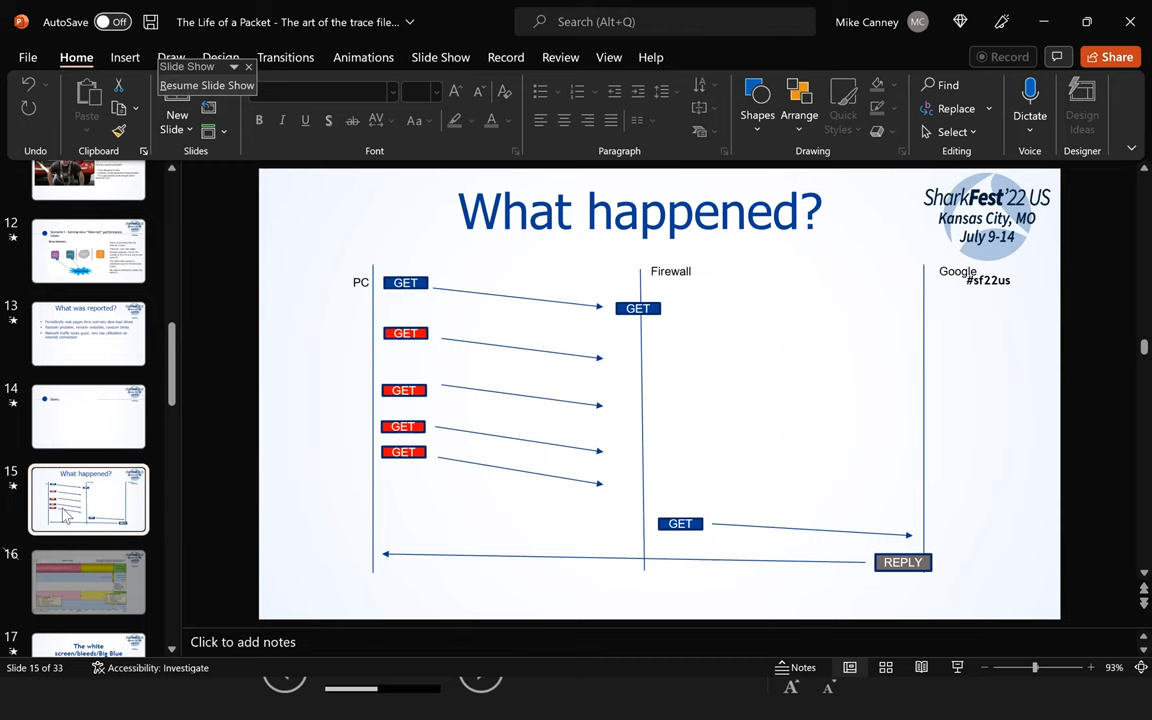 AutoSave Off
The Life of a Packet - The art of the trace file...
Search (Alt+Q)
Mike Canney MC
File Home Insert Draw Design Transitions Animations Slide Show Record Review View Help
Record
Share
Slide Show
Resume Slide Show
Paste
New
Slide
B I U S ab AV Aa A
Shapes Arrange Quick
Styles
Find
Replace
Select
Dictate
Design
Ideas
Undo Clipboard Slides Font Paragraph Drawing Editing Voice Designer
12
13
What was reported?
14
15
What happened?
16
17
The white
screen/bleeds/Big Blue
What happened?
SharkFest'22 US
Kansas City, MO
July 9-14
#sf22us
PC
Firewall
Google
GET
GET
GET
GET
GET
GET
GET
REPLY
Click to add notes
Slide 15 of 33 Accessibility: Investigate
Notes
93%
A A